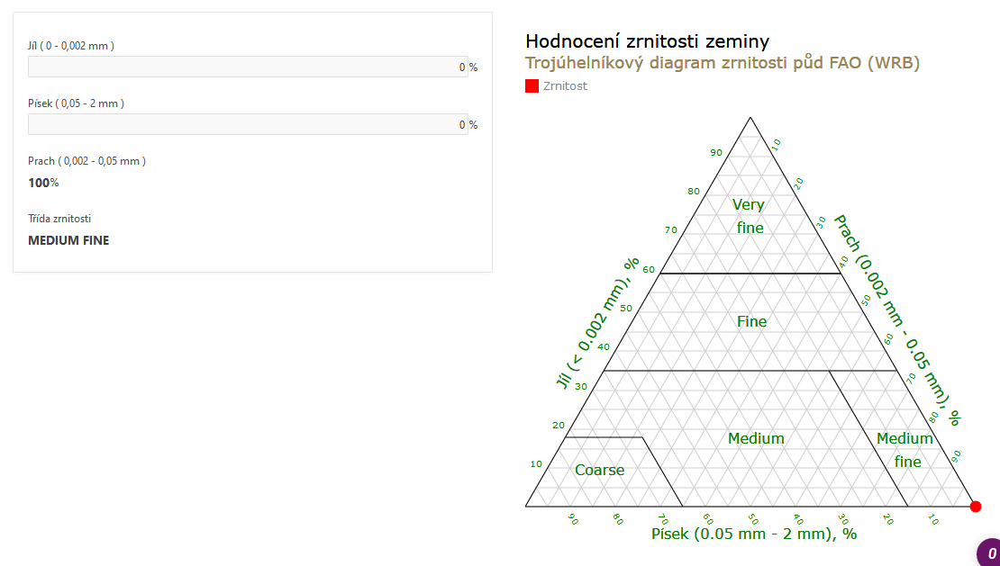 Jíl ( 0 - 0,002 mm )
0 %
Písek ( 0,05 - 2 mm )
0 %
Prach ( 0,002 - 0,05 mm )
100%
Třída zrnitosti
MEDIUM FINE
Hodnocení zrnitosti zeminy
Trojúhelníkový diagram zrnitosti půd FAO (WRB)
Zrnitost
90
80
70
60
50
40
30
20
10
Jíl (< 0.002 mm), %
10
20
30
40
50
60
70
80
90
Prach (0.002 mm - 0.05 mm), %
Very
fine
Fine
Medium
Medium
fine
Coarse
90
80
70
60
50
40
30
20
10
Písek (0.05 mm - 2 mm), %
0